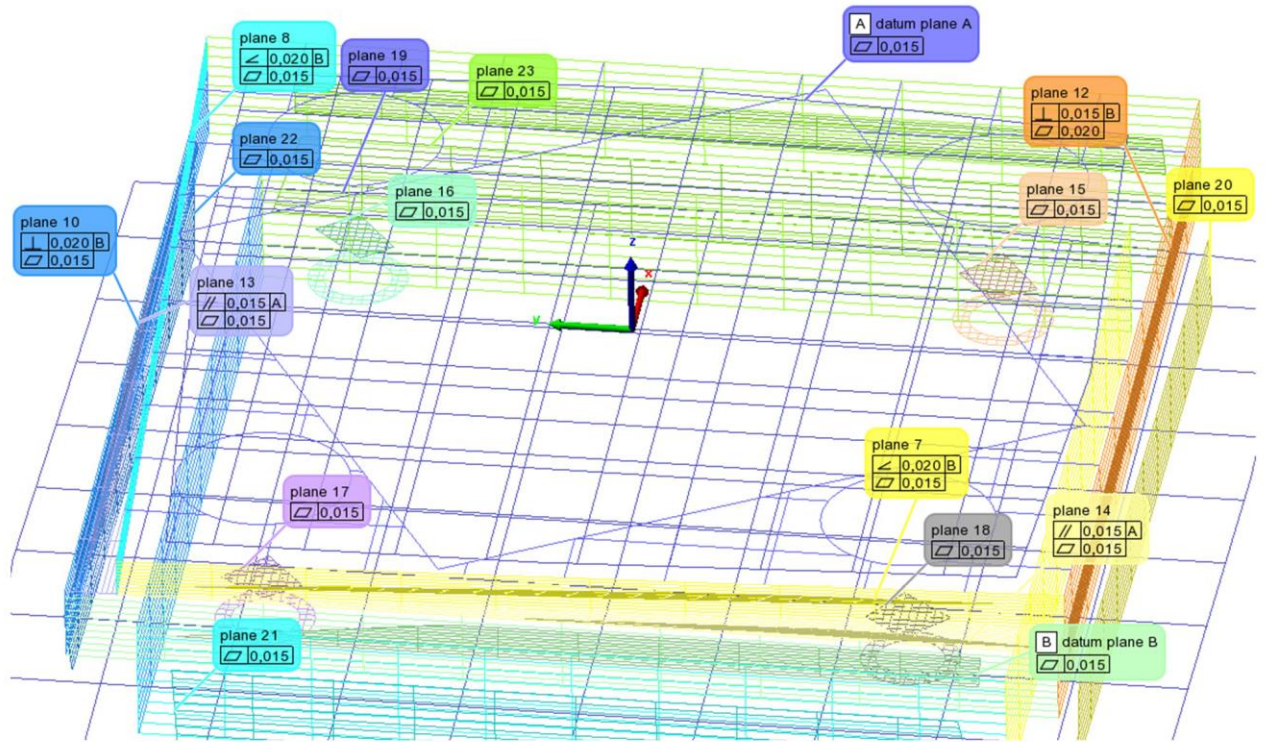 plane 8
∠ 0,020 B
⏥ 0,015
plane 19
⏥ 0,015
plane 23
⏥ 0,015
A datum plane A
⏥ 0,015
plane 12
⊥ 0,015 B
⏥ 0,020
plane 22
⏥ 0,015
plane 16
⏥ 0,015
plane 15
⏥ 0,015
plane 20
⏥ 0,015
plane 10
⊥ 0,020 B
⏥ 0,015
plane 13
// 0,015 A
⏥ 0,015
z
x
y
plane 7
∠ 0,020 B
⏥ 0,015
plane 17
⏥ 0,015
plane 18
⏥ 0,015
plane 14
// 0,015 A
⏥ 0,015
plane 21
⏥ 0,015
B datum plane B
⏥ 0,015